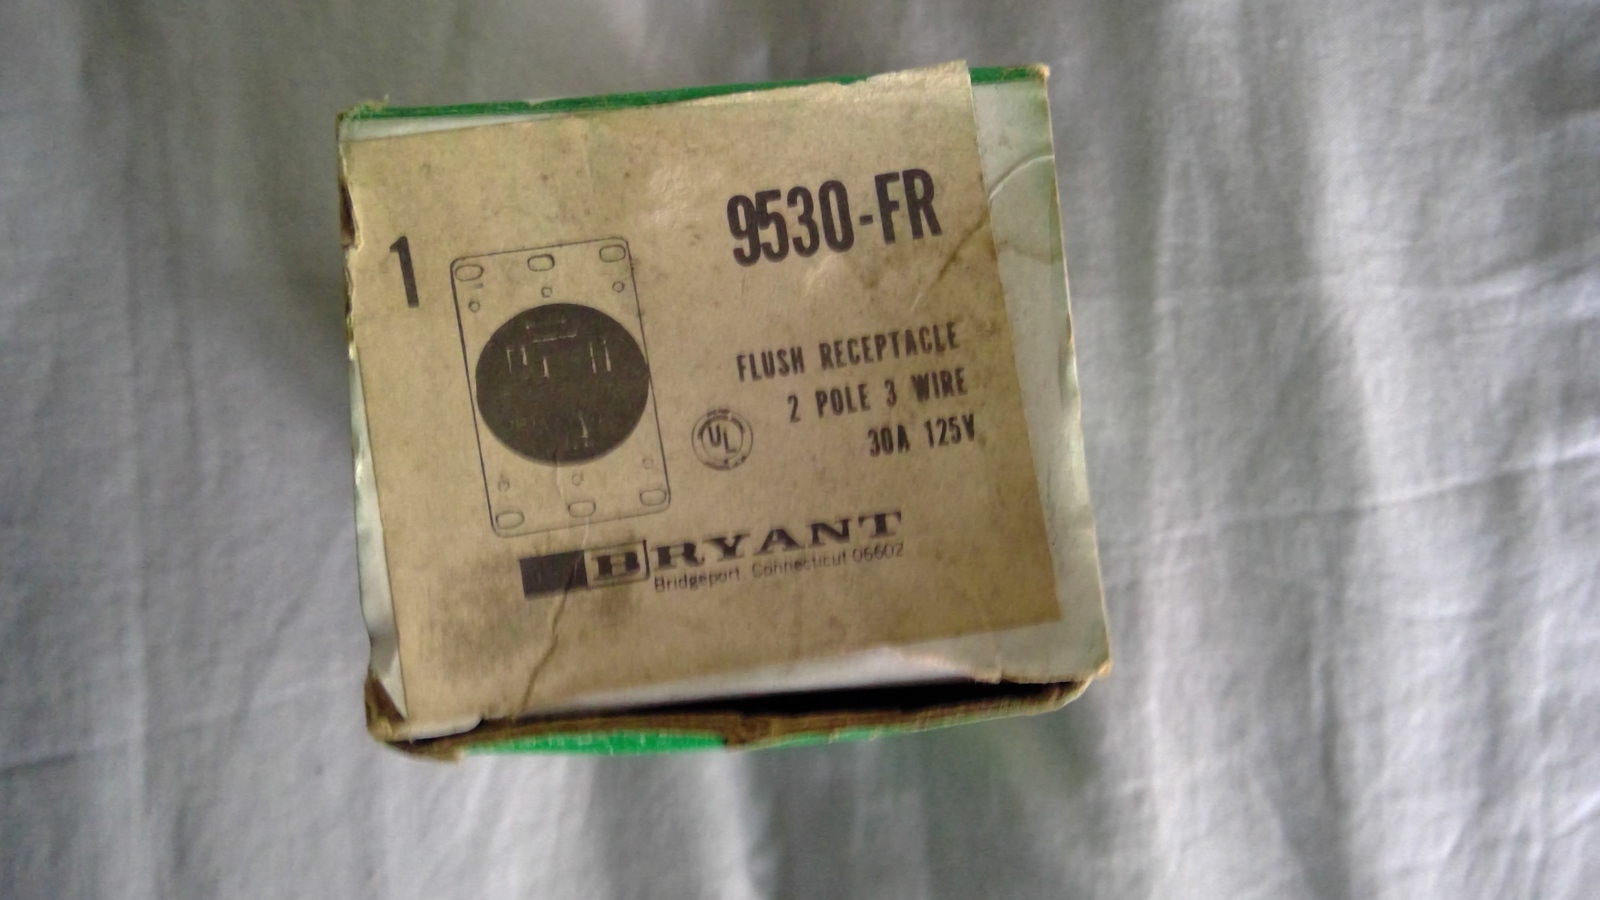 1
9530-FR
FLUSH RECEPTACLE
2 POLE 3 WIRE
30A 125V
UL
BRYANT
Bridgeport, Connecticut 06602